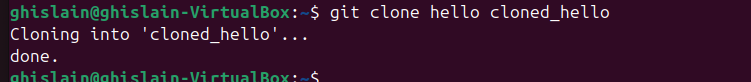 ghislain@ghislain-VirtualBox:~$ git clone hello cloned_hello
Cloning into 'cloned_hello'...
done.
ghislain@ghislain-VirtualBox:~$